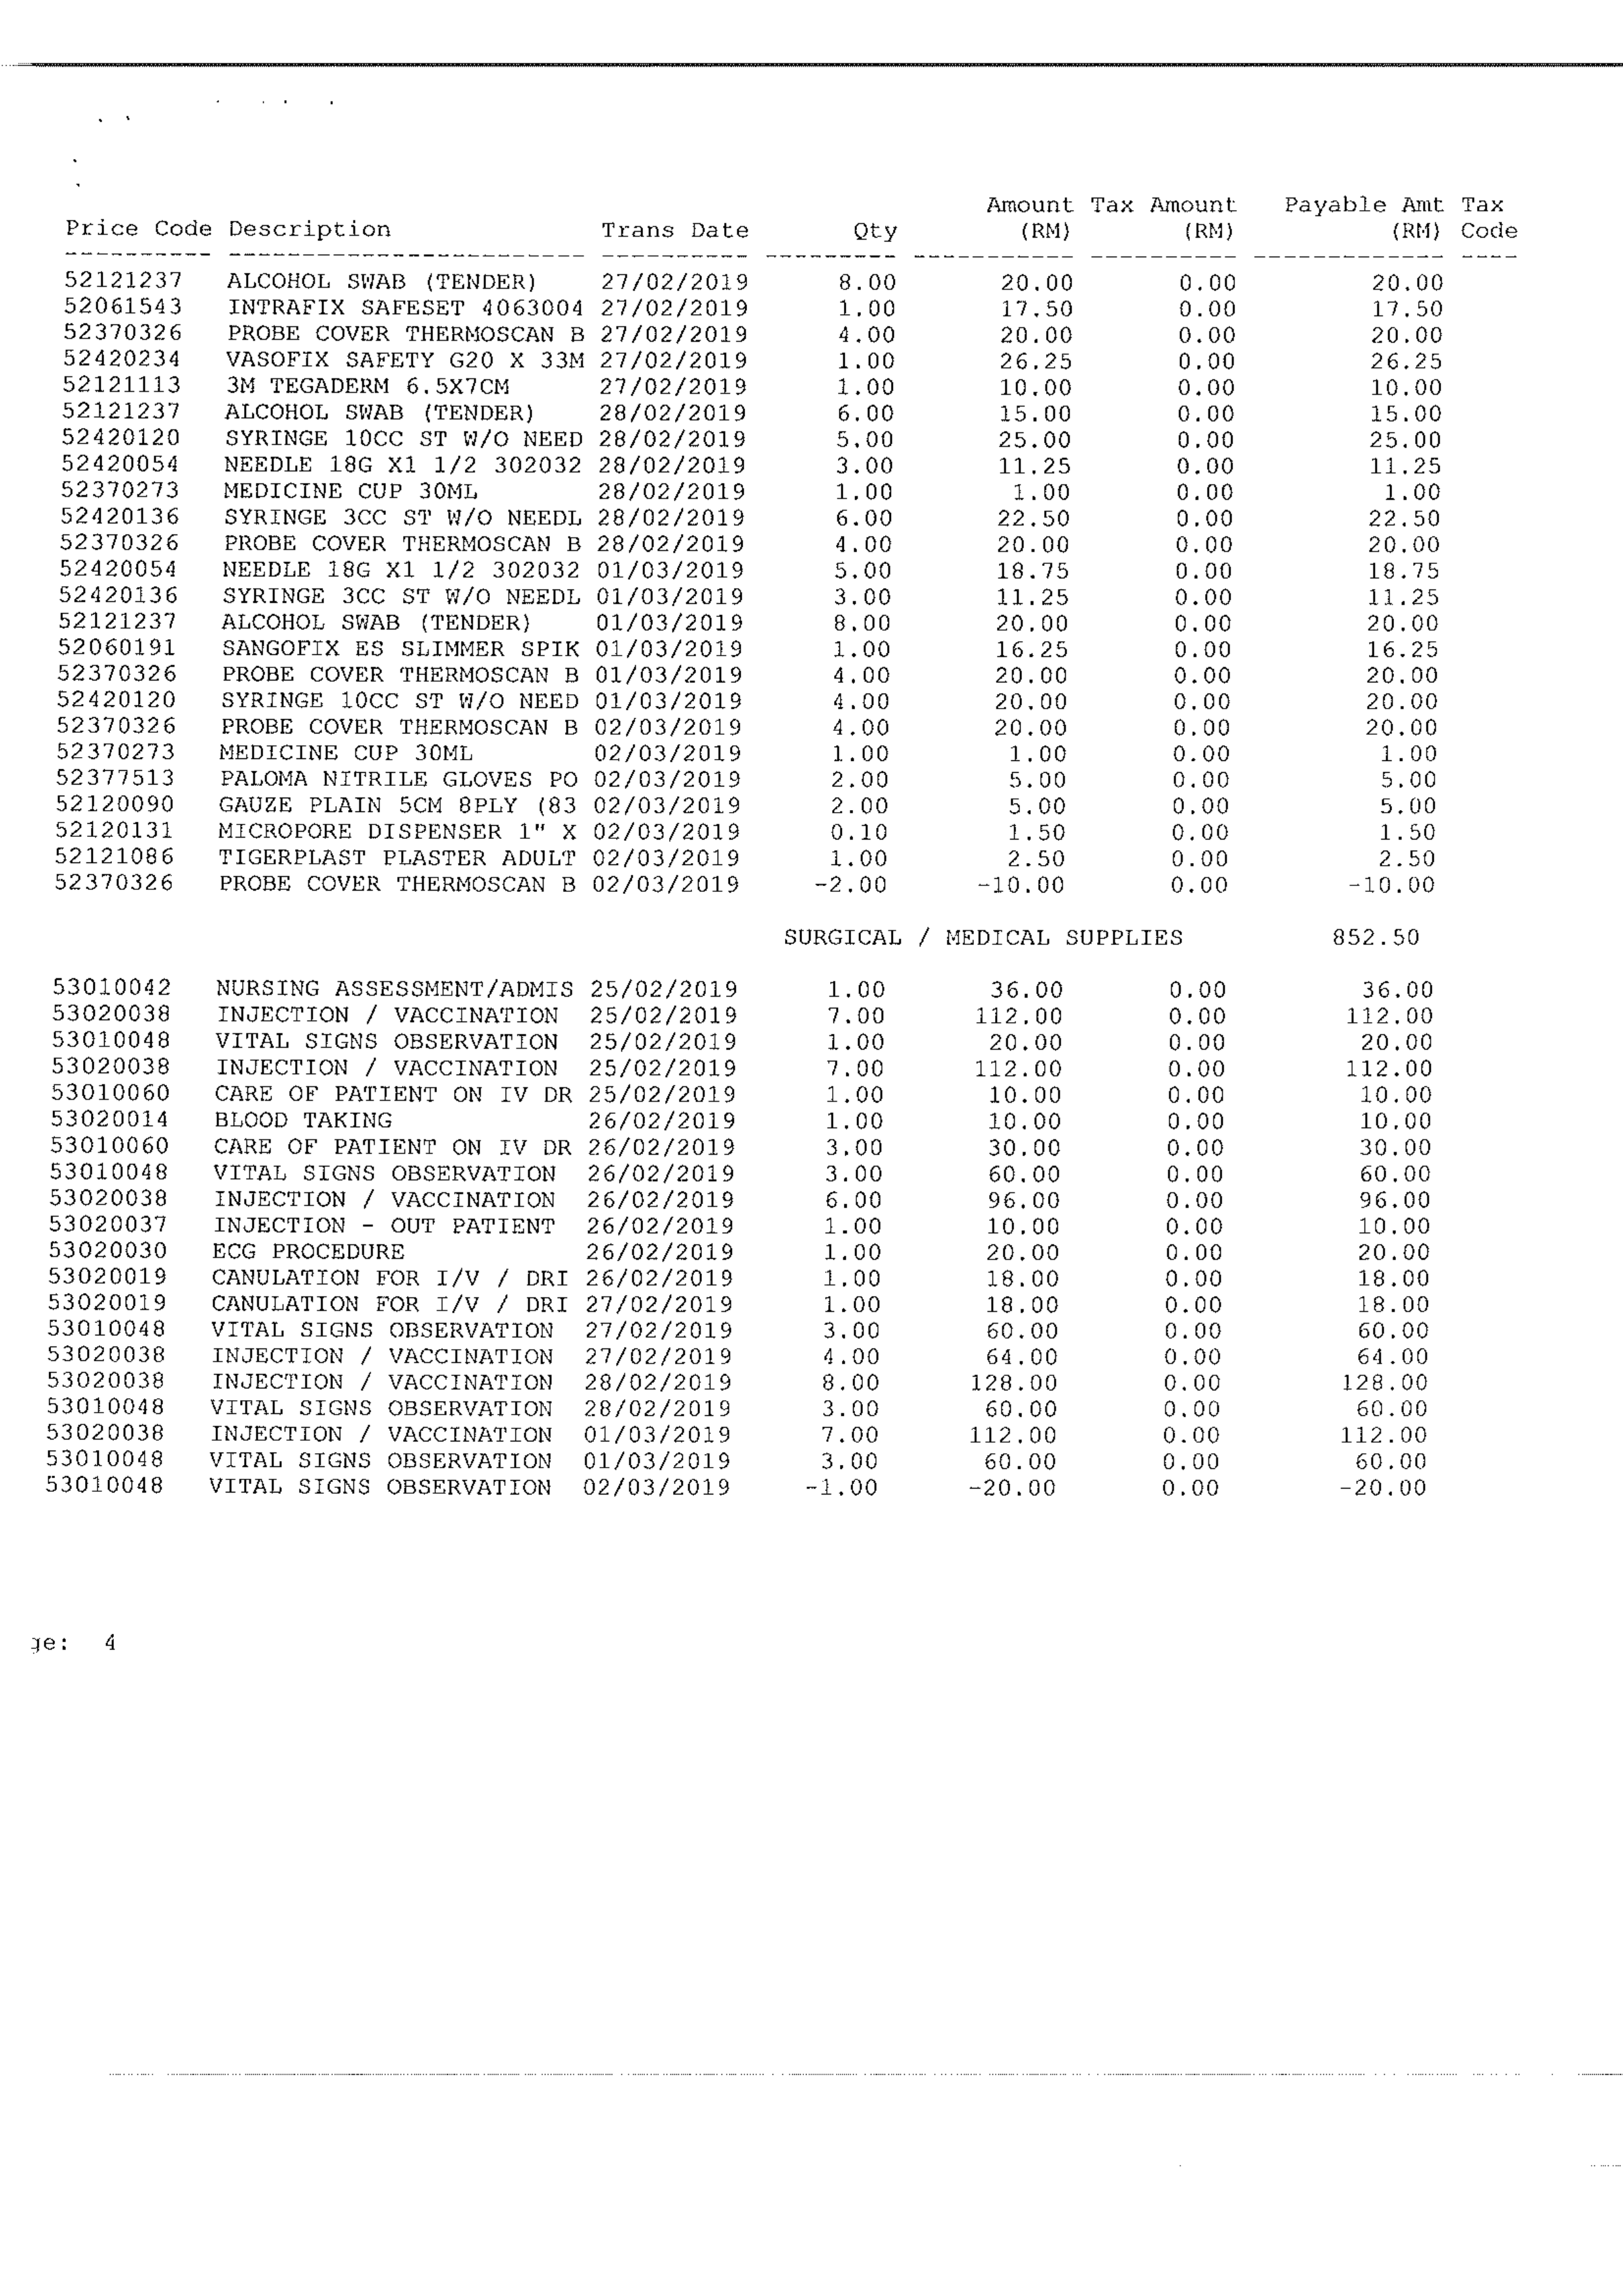 Amount Tax Amount Payable Amt Tax
Price Code Description Trans Date Qty (RM) (RM) (RM) Code
52121237 ALCOHOL SWAB (TENDER) 27/02/2019 8.00 20.00 0.00 20.00
52061543 INTRAFIX SAFESET 4063004 27/02/2019 1.00 17.50 0.00 17.50
52370326 PROBE COVER THERMOSCAN B 27/02/2019 4.00 20.00 0.00 20.00
52420234 VASOFIX SAFETY G20 X 33M 27/02/2019 1.00 26.25 0.00 26.25
52121113 3M TEGADERM 6.5X7CM 27/02/2019 1.00 10.00 0.00 10.00
52121237 ALCOHOL SWAB (TENDER) 28/02/2019 6.00 15.00 0.00 15.00
52420120 SYRINGE 10CC ST W/O NEED 28/02/2019 5.00 25.00 0.00 25.00
52420054 NEEDLE 18G X1 1/2 302032 28/02/2019 3.00 11.25 0.00 11.25
52370273 MEDICINE CUP 30ML 28/02/2019 1.00 1.00 0.00 1.00
52420136 SYRINGE 3CC ST W/O NEEDL 28/02/2019 6.00 22.50 0.00 22.50
52370326 PROBE COVER THERMOSCAN B 28/02/2019 4.00 20.00 0.00 20.00
52420054 NEEDLE 18G X1 1/2 302032 01/03/2019 5.00 18.75 0.00 18.75
52420136 SYRINGE 3CC ST W/O NEEDL 01/03/2019 3.00 11.25 0.00 11.25
52121237 ALCOHOL SWAB (TENDER) 01/03/2019 8.00 20.00 0.00 20.00
52060191 SANGOFIX ES SLIMMER SPIK 01/03/2019 1.00 16.25 0.00 16.25
52370326 PROBE COVER THERMOSCAN B 01/03/2019 4.00 20.00 0.00 20.00
52420120 SYRINGE 10CC ST W/O NEED 01/03/2019 4.00 20.00 0.00 20.00
52370326 PROBE COVER THERMOSCAN B 02/03/2019 4.00 20.00 0.00 20.00
52370273 MEDICINE CUP 30ML 02/03/2019 1.00 1.00 0.00 1.00
52377513 PALOMA NITRILE GLOVES PO 02/03/2019 2.00 5.00 0.00 5.00
52120090 GAUZE PLAIN 5CM 8PLY (83 02/03/2019 2.00 5.00 0.00 5.00
52120131 MICROPORE DISPENSER 1" X 02/03/2019 0.10 1.50 0.00 1.50
52121086 TIGERPLAST PLASTER ADULT 02/03/2019 1.00 2.50 0.00 2.50
52370326 PROBE COVER THERMOSCAN B 02/03/2019 -2.00 -10.00 0.00 -10.00
SURGICAL / MEDICAL SUPPLIES 852.50
53010042 NURSING ASSESSMENT/ADMIS 25/02/2019 1.00 36.00 0.00 36.00
53020038 INJECTION / VACCINATION 25/02/2019 7.00 112.00 0.00 112.00
53010048 VITAL SIGNS OBSERVATION 25/02/2019 1.00 20.00 0.00 20.00
53020038 INJECTION / VACCINATION 25/02/2019 7.00 112.00 0.00 112.00
53010060 CARE OF PATIENT ON IV DR 25/02/2019 1.00 10.00 0.00 10.00
53020014 BLOOD TAKING 26/02/2019 1.00 10.00 0.00 10.00
53010060 CARE OF PATIENT ON IV DR 26/02/2019 3.00 30.00 0.00 30.00
53010048 VITAL SIGNS OBSERVATION 26/02/2019 3.00 60.00 0.00 60.00
53020038 INJECTION / VACCINATION 26/02/2019 6.00 96.00 0.00 96.00
53020037 INJECTION - OUT PATIENT 26/02/2019 1.00 10.00 0.00 10.00
53020030 ECG PROCEDURE 26/02/2019 1.00 20.00 0.00 20.00
53020019 CANULATION FOR I/V / DRI 26/02/2019 1.00 18.00 0.00 18.00
53020019 CANULATION FOR I/V / DRI 27/02/2019 1.00 18.00 0.00 18.00
53010048 VITAL SIGNS OBSERVATION 27/02/2019 3.00 60.00 0.00 60.00
53020038 INJECTION / VACCINATION 27/02/2019 4.00 64.00 0.00 64.00
53020038 INJECTION / VACCINATION 28/02/2019 8.00 128.00 0.00 128.00
53010048 VITAL SIGNS OBSERVATION 28/02/2019 3.00 60.00 0.00 60.00
53020038 INJECTION / VACCINATION 01/03/2019 7.00 112.00 0.00 112.00
53010048 VITAL SIGNS OBSERVATION 01/03/2019 3.00 60.00 0.00 60.00
53010048 VITAL SIGNS OBSERVATION 02/03/2019 -1.00 -20.00 0.00 -20.00
ge: 4